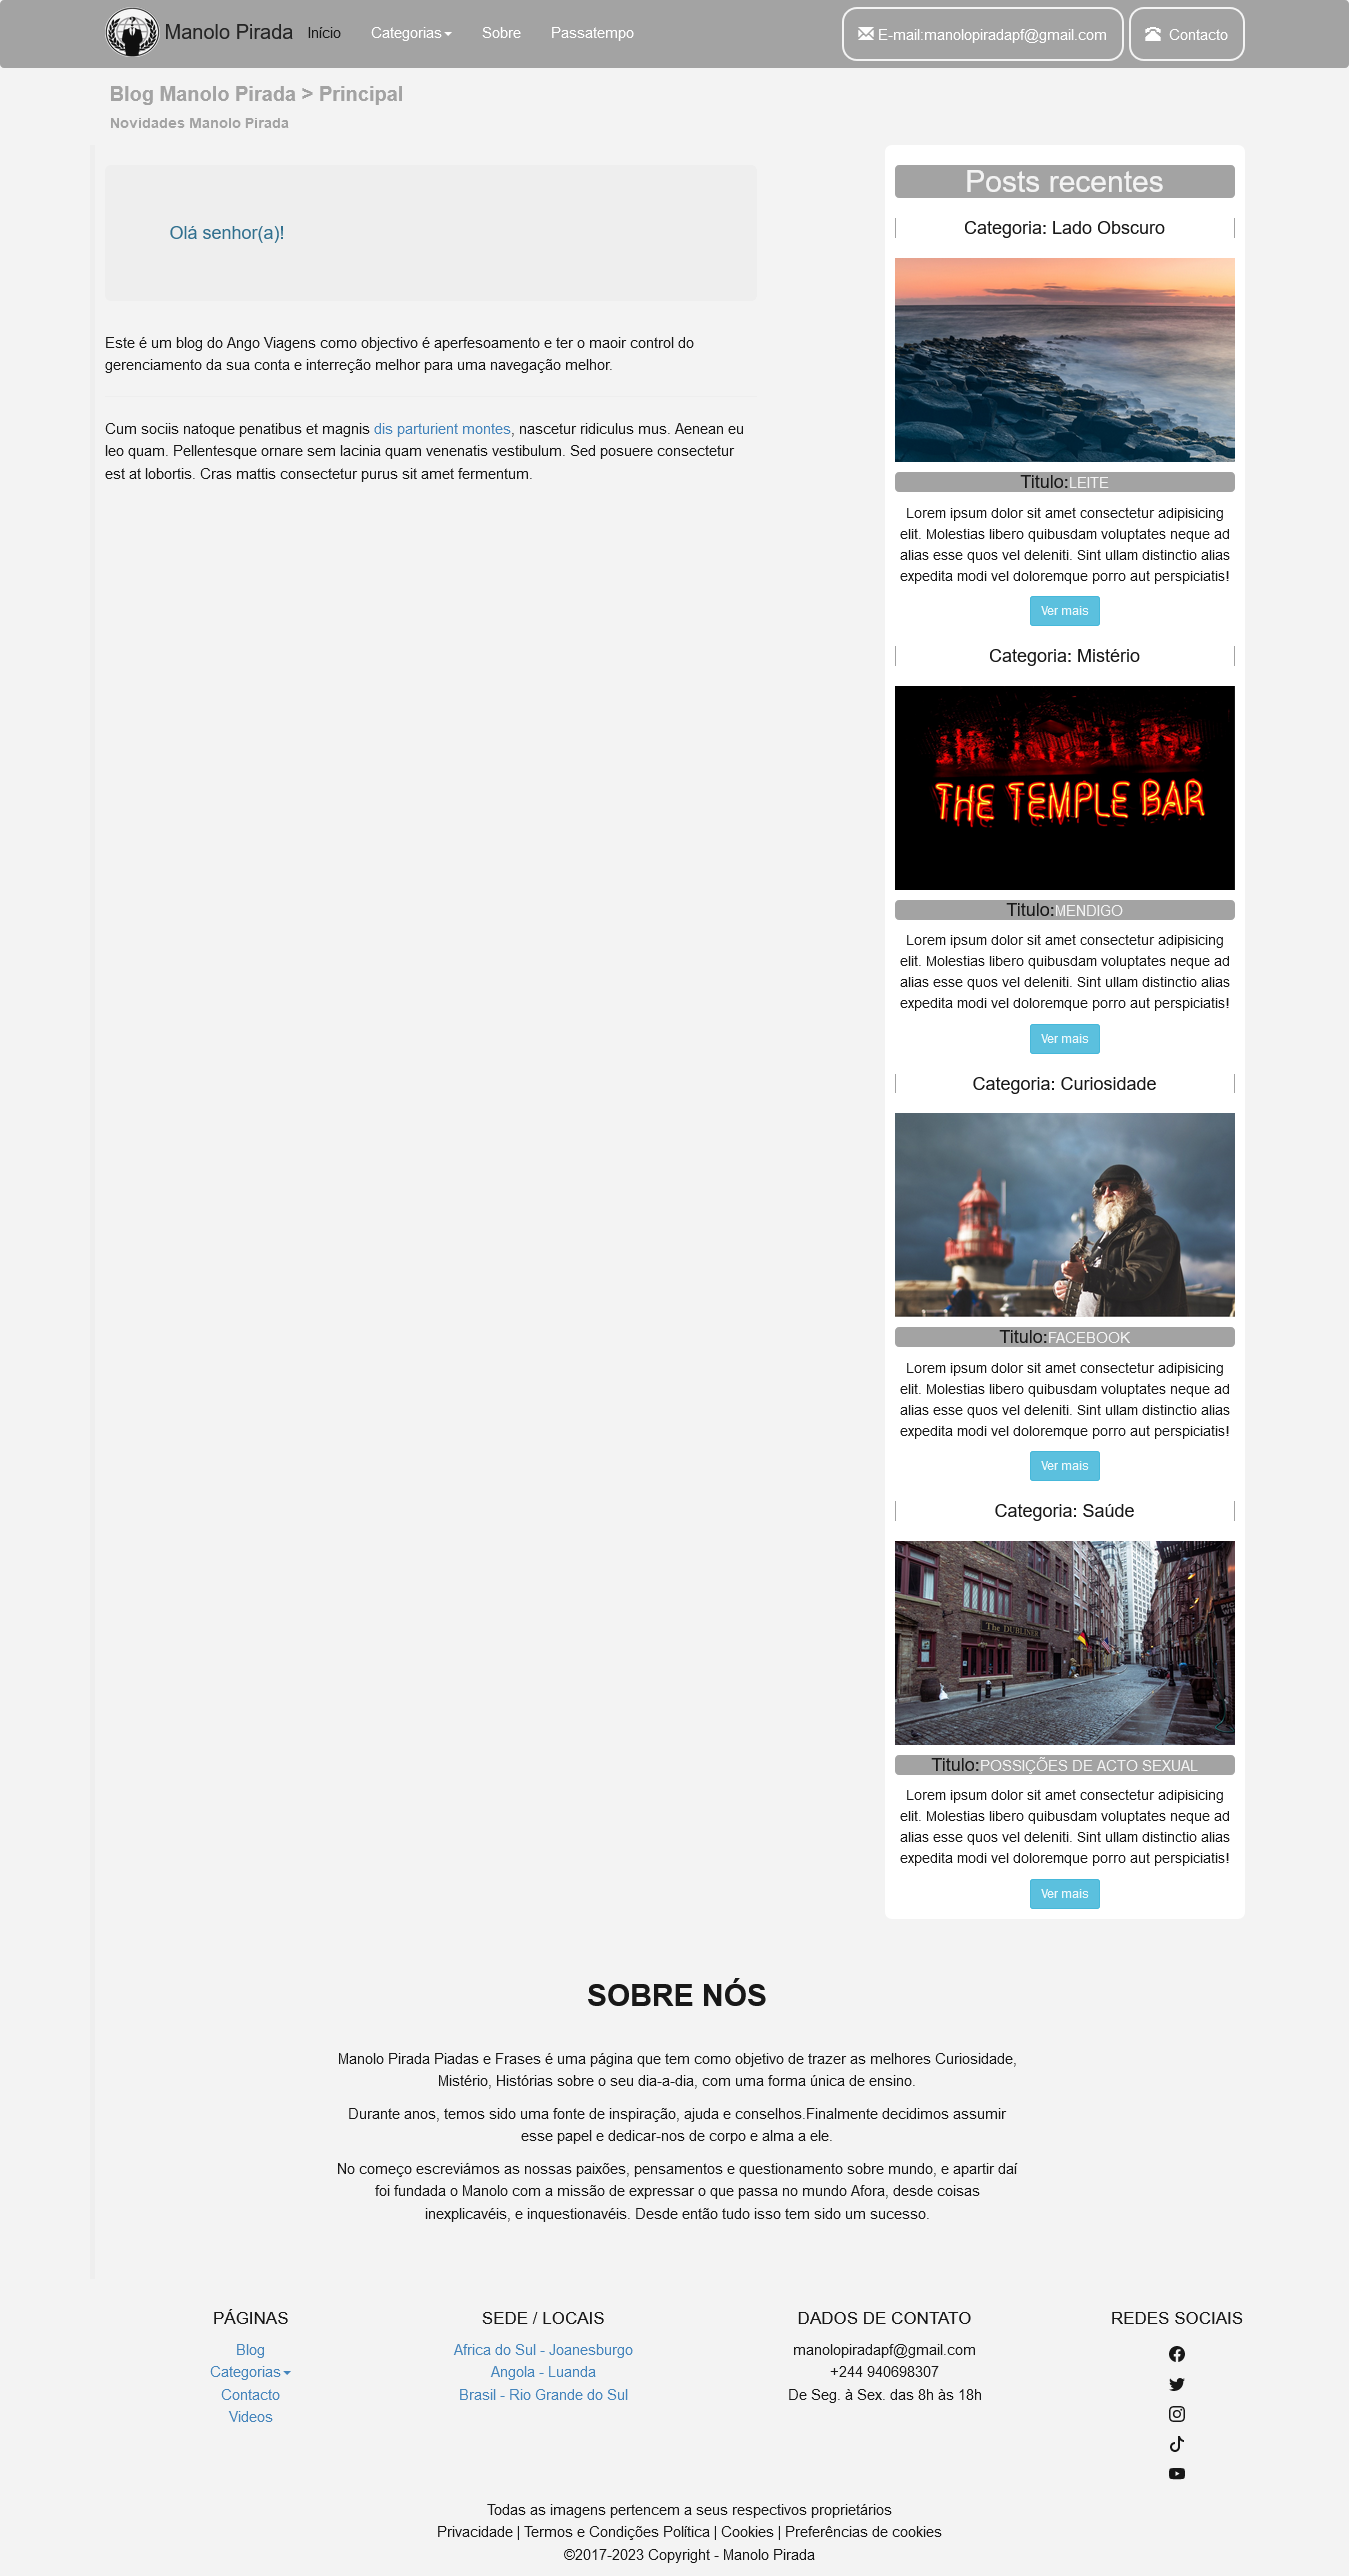 Manolo Pirada Início Categorias Sobre Passatempo E-mail:manolopiradapf@gmail.com Contacto
Blog Manolo Pirada > Principal
Novidades Manolo Pirada
Olá senhor(a)!
Este é um blog do Ango Viagens como objectivo é aperfesoamento e ter o maoir control do
gerenciamento da sua conta e interreção melhor para uma navegação melhor.
Cum sociis natoque penatibus et magnis dis parturient montes, nascetur ridiculus mus. Aenean eu
leo quam. Pellentesque ornare sem lacinia quam venenatis vestibulum. Sed posuere consectetur
est at lobortis. Cras mattis consectetur purus sit amet fermentum.
Posts recentes
Categoria: Lado Obscuro
Titulo:LEITE
Lorem ipsum dolor sit amet consectetur adipisicing
elit. Molestias libero quibusdam voluptates neque ad
alias esse quos vel deleniti. Sint ullam distinctio alias
expedita modi vel doloremque porro aut perspiciatis!
Ver mais
Categoria: Mistério
THE TEMPLE BAR
Titulo:MENDIGO
Lorem ipsum dolor sit amet consectetur adipisicing
elit. Molestias libero quibusdam voluptates neque ad
alias esse quos vel deleniti. Sint ullam distinctio alias
expedita modi vel doloremque porro aut perspiciatis!
Ver mais
Categoria: Curiosidade
Titulo:FACEBOOK
Lorem ipsum dolor sit amet consectetur adipisicing
elit. Molestias libero quibusdam voluptates neque ad
alias esse quos vel deleniti. Sint ullam distinctio alias
expedita modi vel doloremque porro aut perspiciatis!
Ver mais
Categoria: Saúde
The DUBLINER
Titulo:POSSIÇÕES DE ACTO SEXUAL
Lorem ipsum dolor sit amet consectetur adipisicing
elit. Molestias libero quibusdam voluptates neque ad
alias esse quos vel deleniti. Sint ullam distinctio alias
expedita modi vel doloremque porro aut perspiciatis!
Ver mais
SOBRE NÓS
Manolo Pirada Piadas e Frases é uma página que tem como objetivo de trazer as melhores Curiosidade,
Mistério, Histórias sobre o seu dia-a-dia, com uma forma única de ensino.
Durante anos, temos sido uma fonte de inspiração, ajuda e conselhos.Finalmente decidimos assumir
esse papel e dedicar-nos de corpo e alma a ele.
No começo escreviámos as nossas paixões, pensamentos e questionamento sobre mundo, e apartir daí
foi fundada o Manolo com a missão de expressar o que passa no mundo Afora, desde coisas
inexplicavéis, e inquestionavéis. Desde então tudo isso tem sido um sucesso.
PÁGINAS
Blog
Categorias
Contacto
Videos
SEDE / LOCAIS
Africa do Sul - Joanesburgo
Angola - Luanda
Brasil - Rio Grande do Sul
DADOS DE CONTATO
manolopiradapf@gmail.com
+244 940698307
De Seg. à Sex. das 8h às 18h
REDES SOCIAIS
Todas as imagens pertencem a seus respectivos proprietários
Privacidade | Termos e Condições Política | Cookies | Preferências de cookies
©2017-2023 Copyright - Manolo Pirada